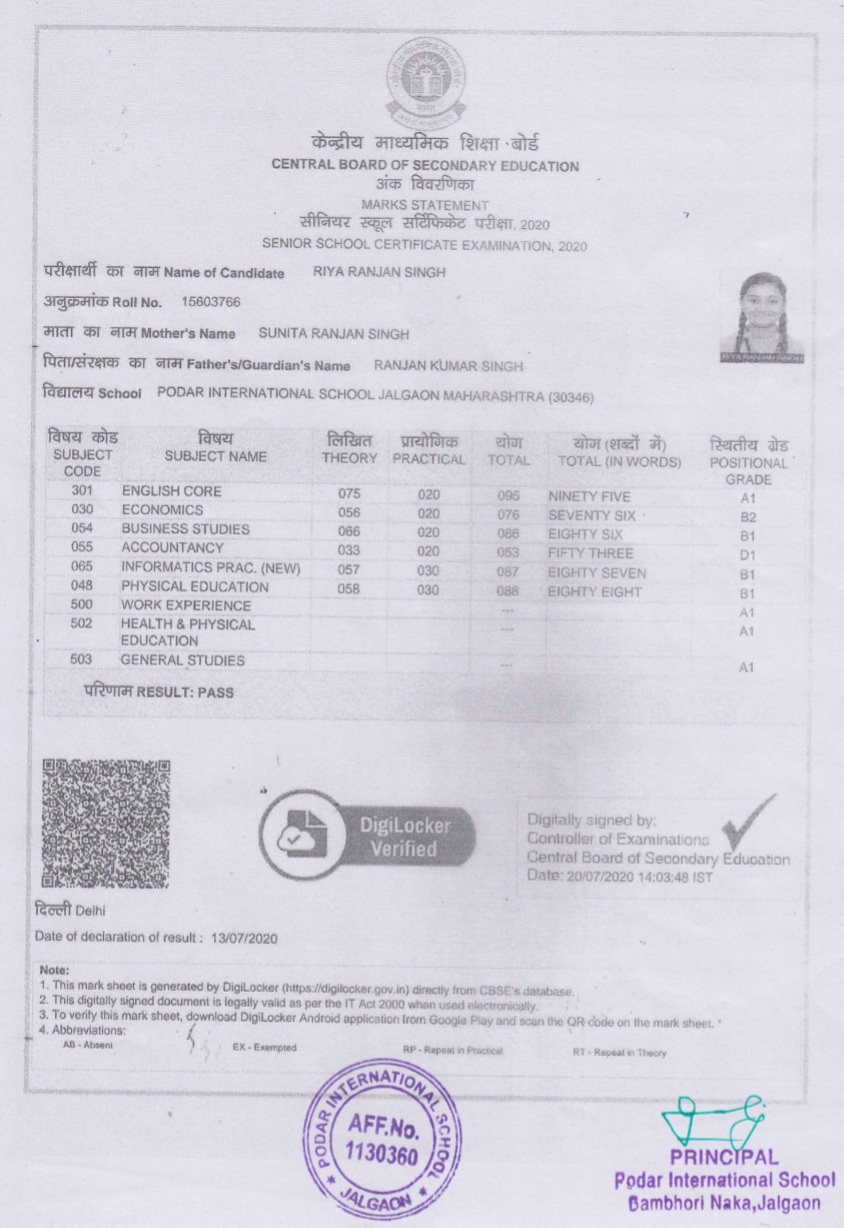 केन्द्रीय माध्यमिक शिक्षा बोर्ड
CENTRAL BOARD OF SECONDARY EDUCATION
अंक विवरणिका
MARKS STATEMENT
सीनियर स्कूल सर्टिफिकेट परीक्षा, 2020
SENIOR SCHOOL CERTIFICATE EXAMINATION, 2020
परीक्षार्थी का नाम Name of Candidate RIYA RANJAN SINGH
अनुक्रमांक Roll No. 15603766
माता का नाम Mother's Name SUNITA RANJAN SINGH
पिता/संरक्षक का नाम Father's/Guardian's Name RANJAN KUMAR SINGH
विद्यालय School PODAR INTERNATIONAL SCHOOL JALGAON MAHARASHTRA (30346)
RIYA RANJAN SINGH
विषय कोड विषय लिखित प्रायोगिक योग योग (शब्दों में) स्थितीय ग्रेड
SUBJECT CODE SUBJECT NAME THEORY PRACTICAL TOTAL TOTAL (IN WORDS) POSITIONAL GRADE
301 ENGLISH CORE 075 020 095 NINETY FIVE A1
030 ECONOMICS 056 020 076 SEVENTY SIX B2
054 BUSINESS STUDIES 066 020 086 EIGHTY SIX B1
055 ACCOUNTANCY 033 020 053 FIFTY THREE D1
065 INFORMATICS PRAC. (NEW) 057 030 087 EIGHTY SEVEN B1
048 PHYSICAL EDUCATION 058 030 088 EIGHTY EIGHT B1
500 WORK EXPERIENCE --- A1
502 HEALTH & PHYSICAL EDUCATION --- A1
503 GENERAL STUDIES --- A1
परिणाम RESULT: PASS
DigiLocker
Verified
Digitally signed by:
Controller of Examinations
Central Board of Secondary Education
Date: 20/07/2020 14:03:48 IST
दिल्ली Delhi
Date of declaration of result : 13/07/2020
Note:
1. This mark sheet is generated by DigiLocker (https://digilocker.gov.in) directly from CBSE's database.
2. This digitally signed document is legally valid as per the IT Act 2000 when used electronically.
3. To verify this mark sheet, download DigiLocker Android application from Google Play and scan the QR code on the mark sheet.
4. Abbreviations:
AB - Absent EX - Exempted RP - Repeat in Practical RT - Repeat in Theory
PODAR INTERNATIONAL SCHOOL
AFF.No.
1130360
JALGAON
PRINCIPAL
Podar International School
Bambhori Naka,Jalgaon